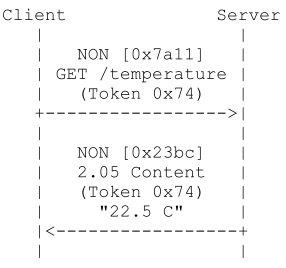 Client Server
NON [0x7a11]
GET /temperature
(Token 0x74)
NON [0x23bc]
2.05 Content
(Token 0x74)
"22.5 C"